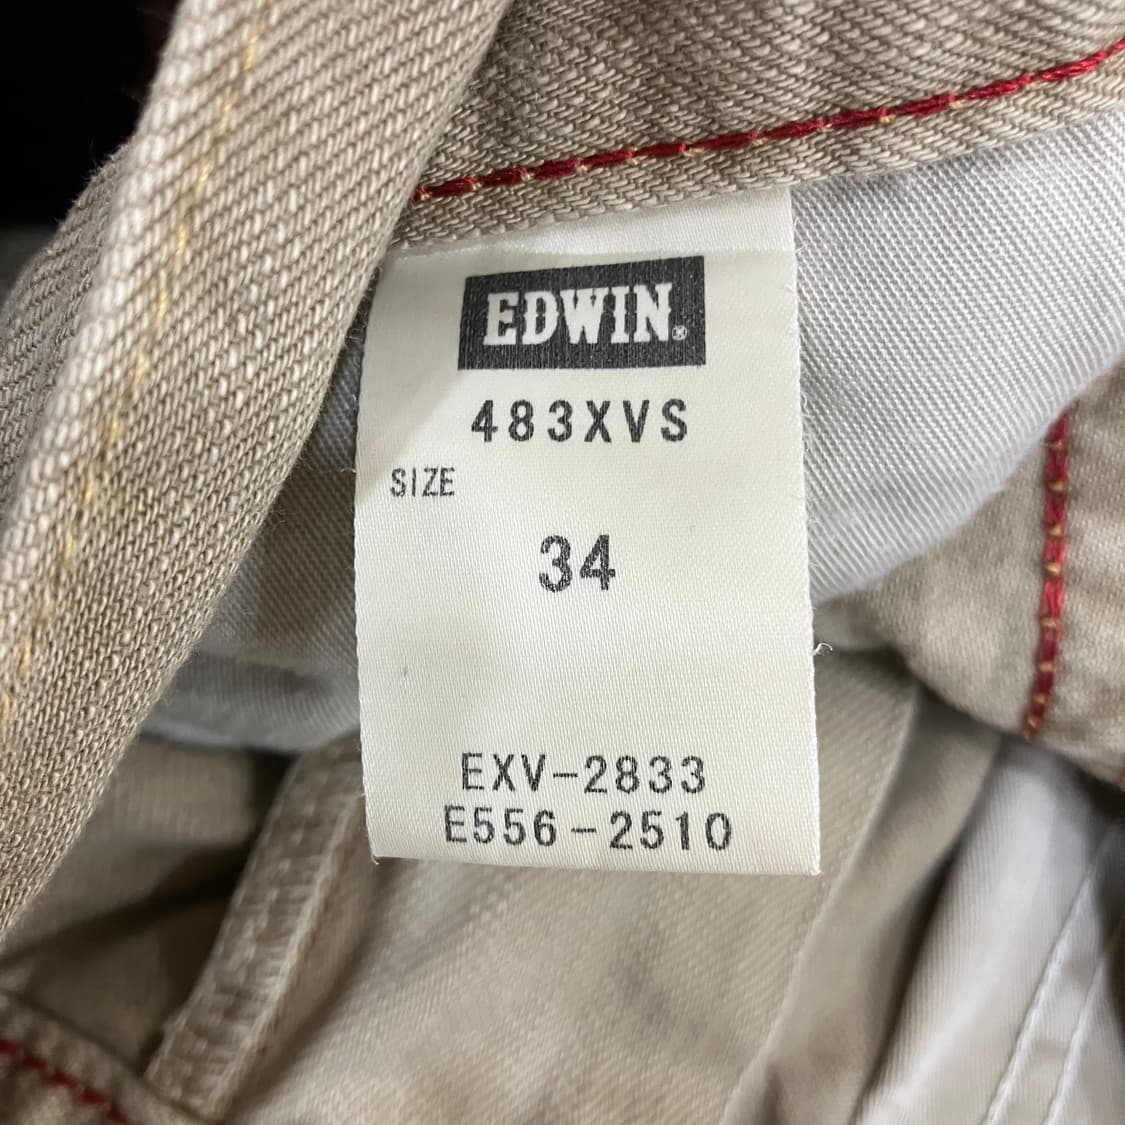 EDWIN®
483XVS
SIZE
34
EXV-2833
E556-2510